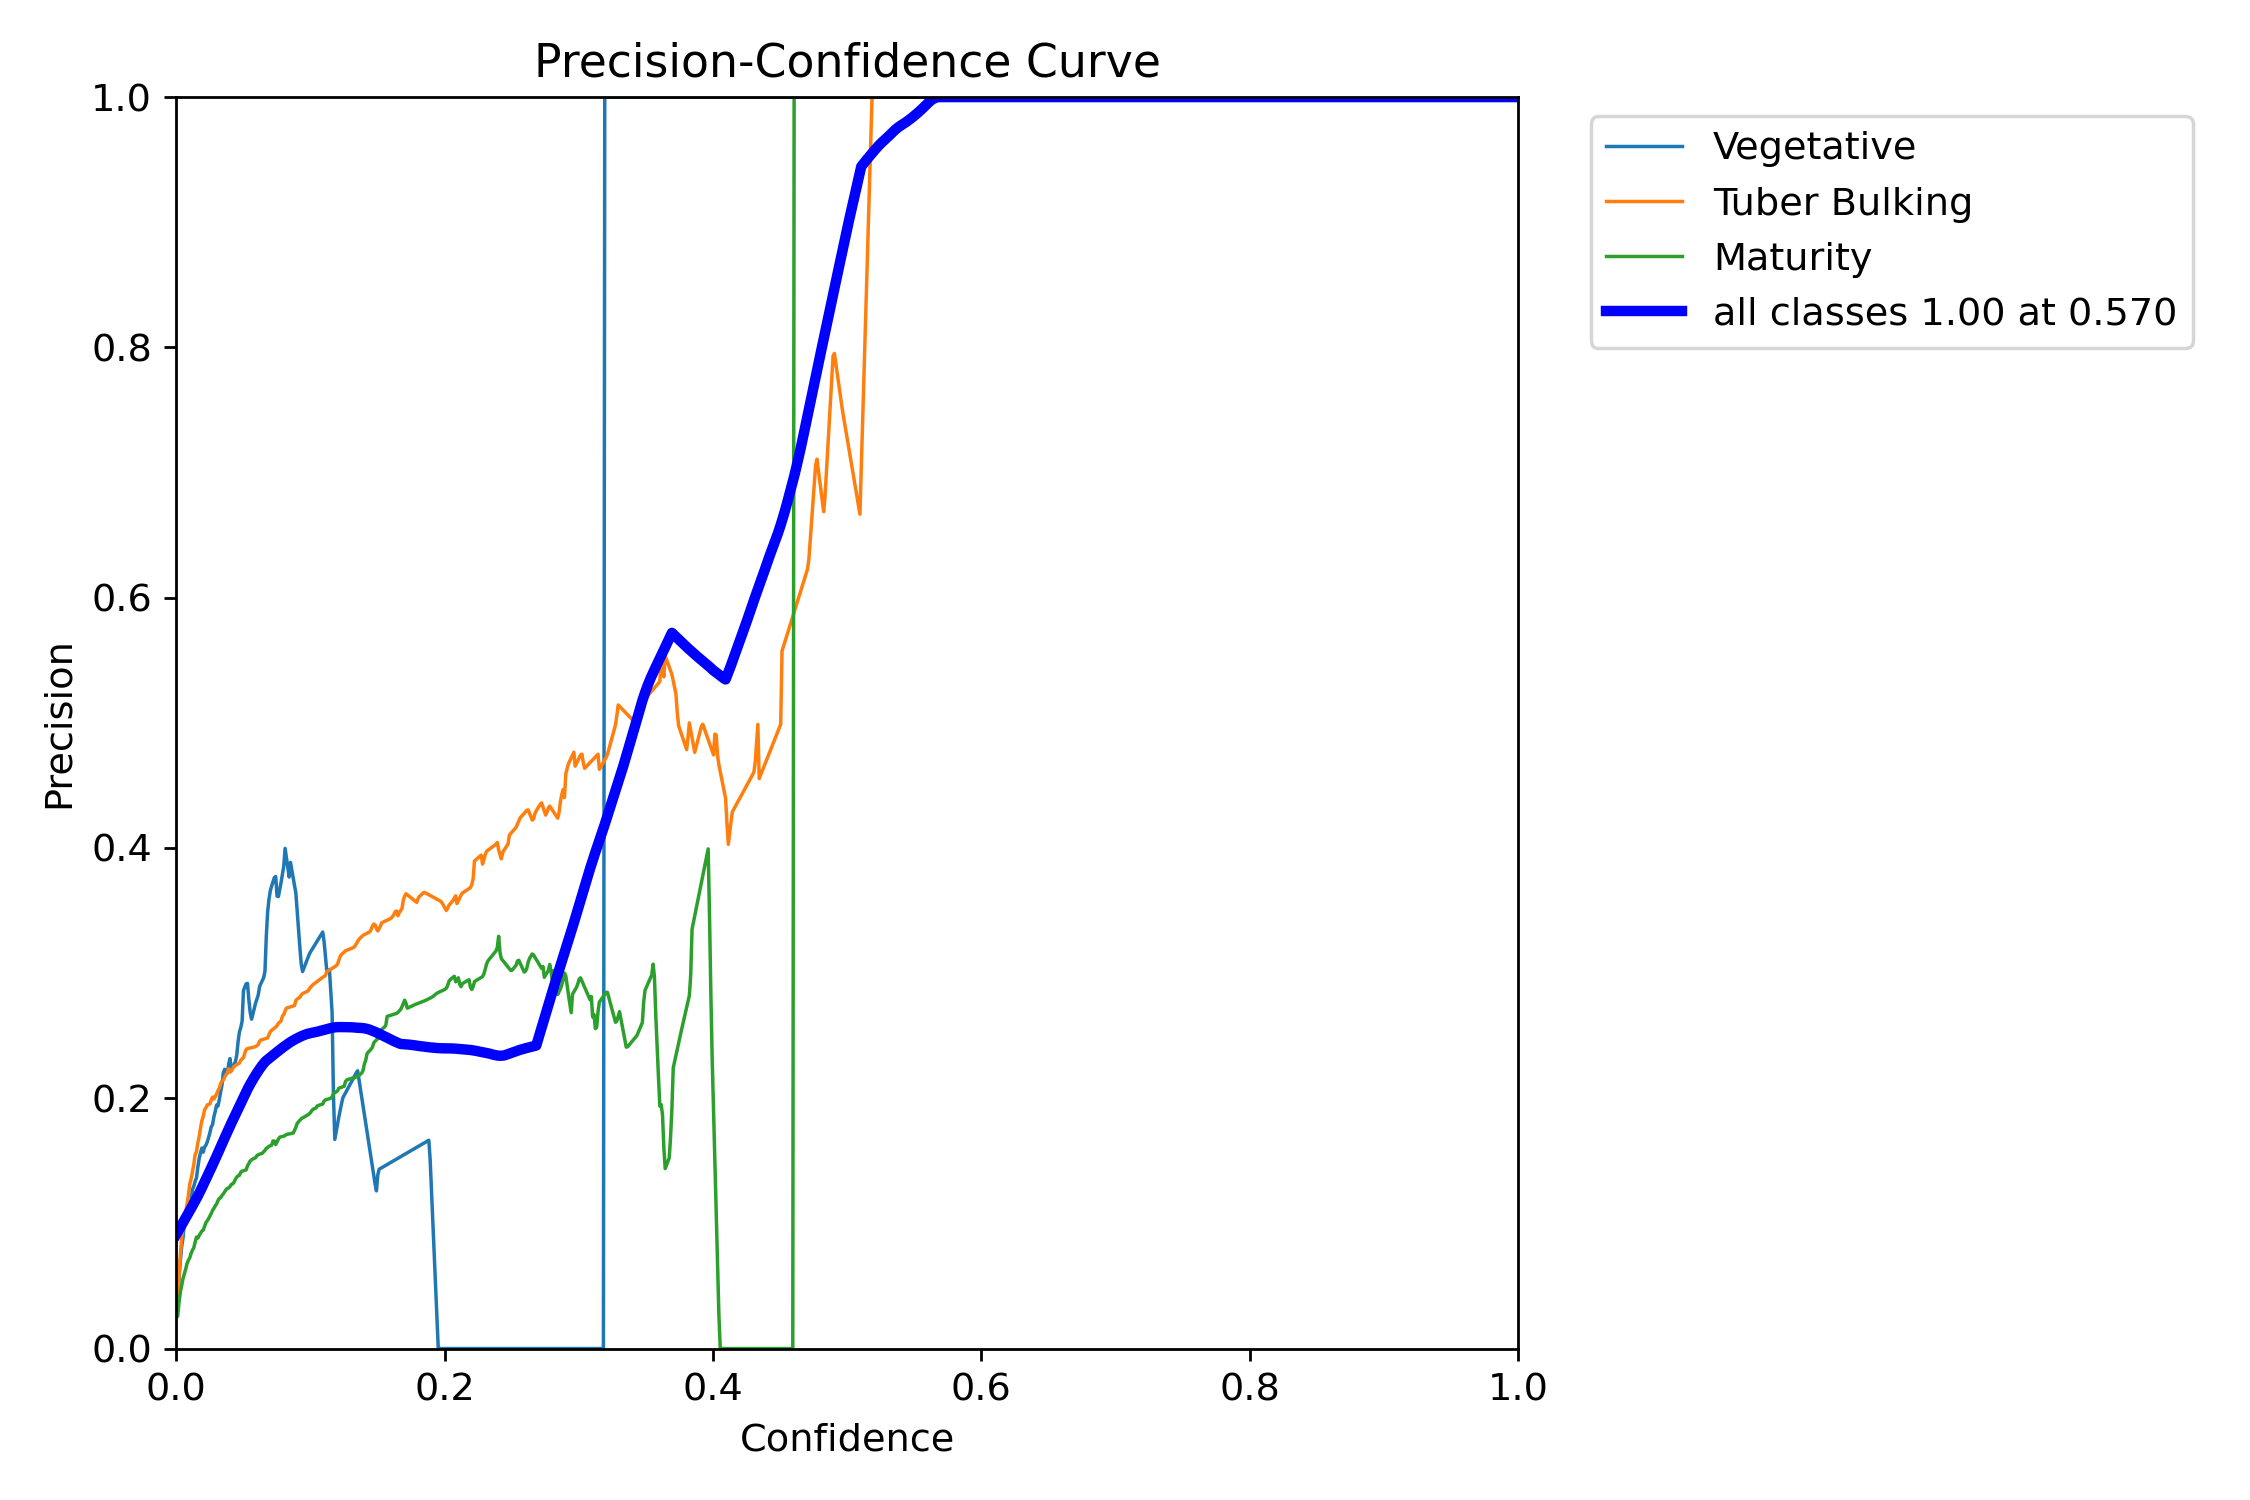 Precision-Confidence Curve
1.0
0.8
0.6
0.4
0.2
0.0
Precision
0.0 0.2 0.4 0.6 0.8 1.0
Confidence
Vegetative
Tuber Bulking
Maturity
all classes 1.00 at 0.570